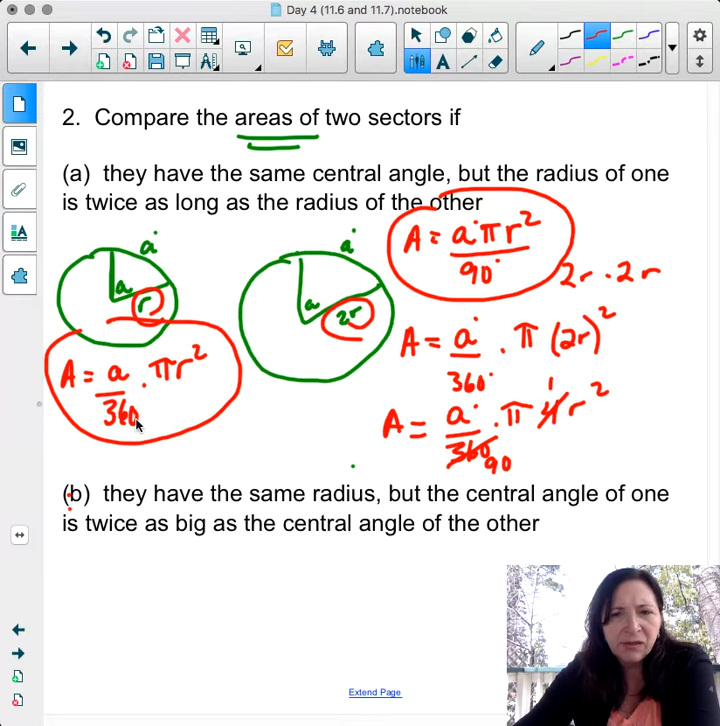 Day 4 (11.6 and 11.7).notebook
2. Compare the areas of two sectors if
(a) they have the same central angle, but the radius of one
is twice as long as the radius of the other
a°
a
r
A = a/360 · πr²
a°
a
2r
A = a°πr²/90°
2r · 2r
A = a°/360° · π (2r)²
A = a°/360 · π 4r²
1
90
(b) they have the same radius, but the central angle of one
is twice as big as the central angle of the other
Extend Page